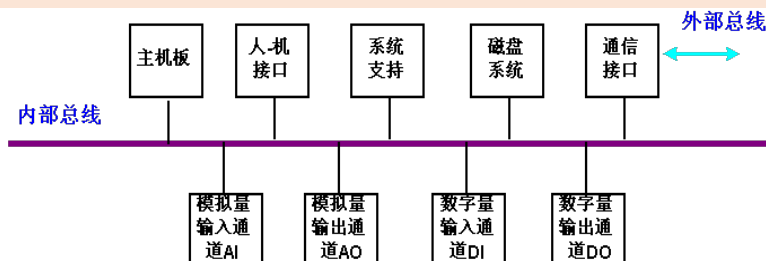 外部总线
主机板
人-机
接口
系统
支持
磁盘
系统
通信
接口
内部总线
模拟量
输入通
道AI
模拟量
输出通
道AO
数字量
输入通
道DI
数字量
输出通
道DO